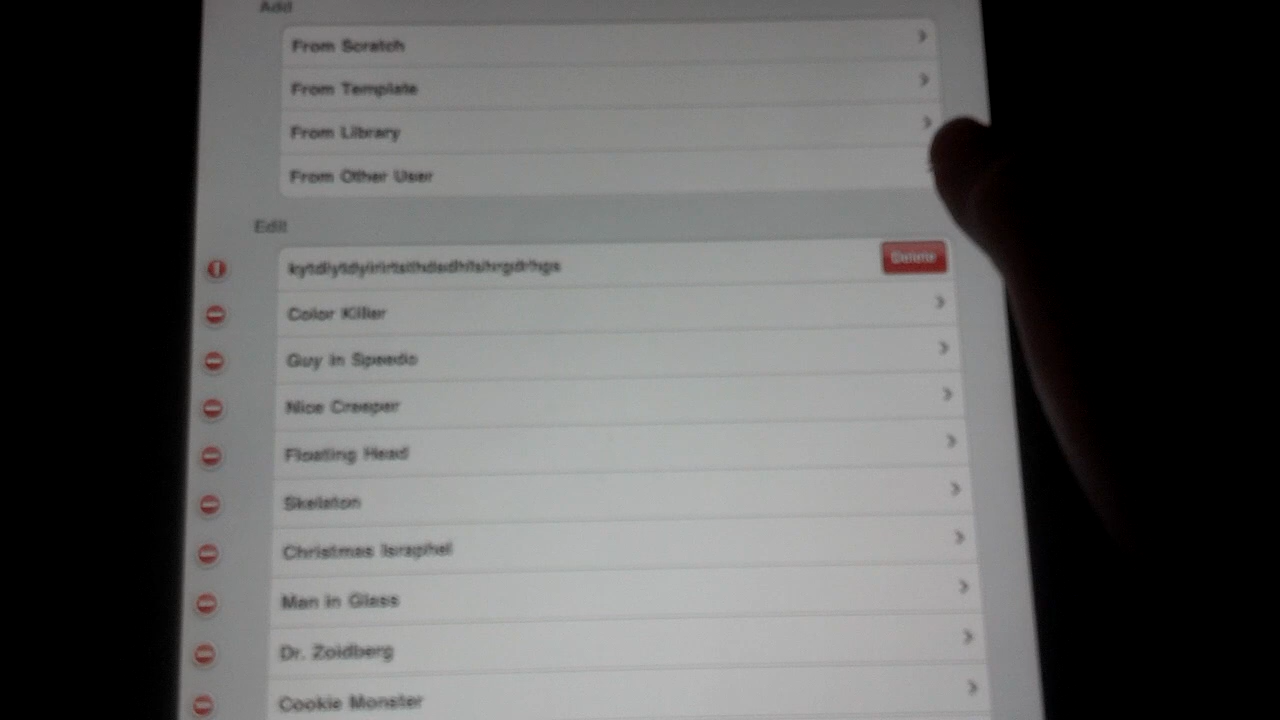 Add
From Scratch
From Template
From Library
From Other User
Edit
Delete
Color Killer
Guy in Speedo
Nice Creeper
Floating Head
Skelaton
Christmas Israphel
Man in Glass
Dr. Zoidberg
Cookie Monster